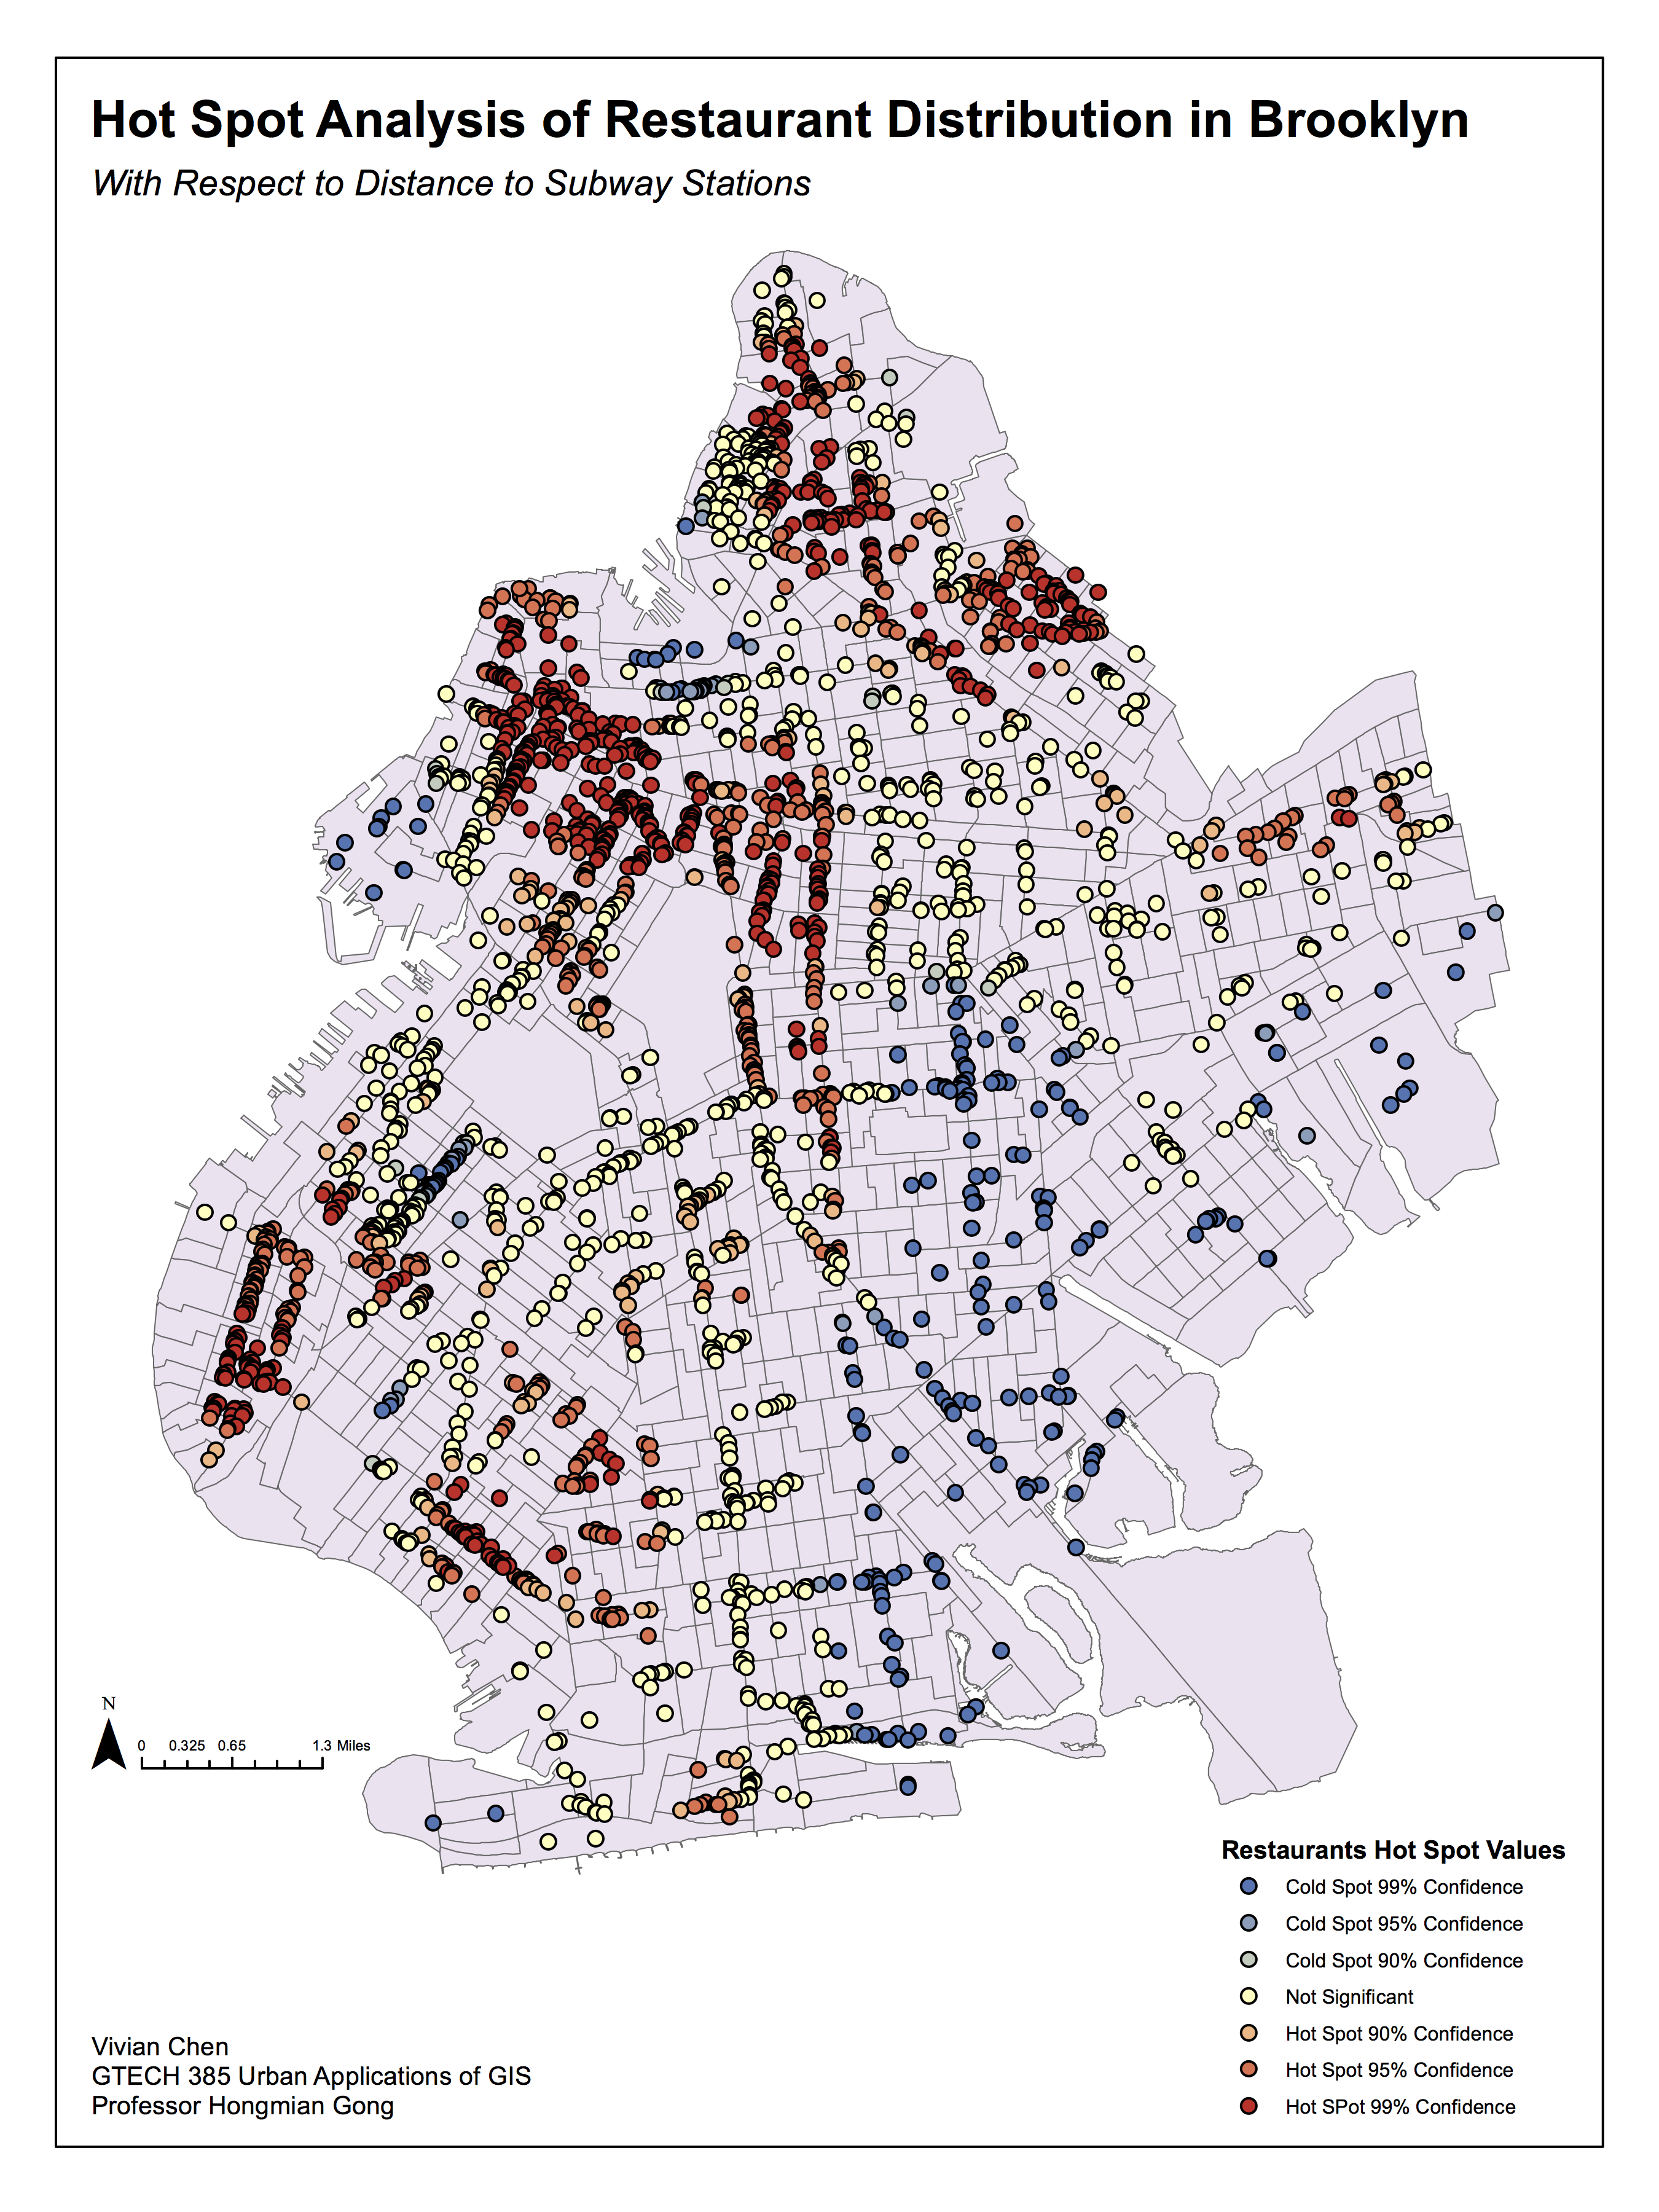 Hot Spot Analysis of Restaurant Distribution in Brooklyn
With Respect to Distance to Subway Stations
N
0 0.325 0.65 1.3 Miles
Restaurants Hot Spot Values
Cold Spot 99% Confidence
Cold Spot 95% Confidence
Cold Spot 90% Confidence
Not Significant
Hot Spot 90% Confidence
Hot Spot 95% Confidence
Hot SPot 99% Confidence
Vivian Chen
GTECH 385 Urban Applications of GIS
Professor Hongmian Gong